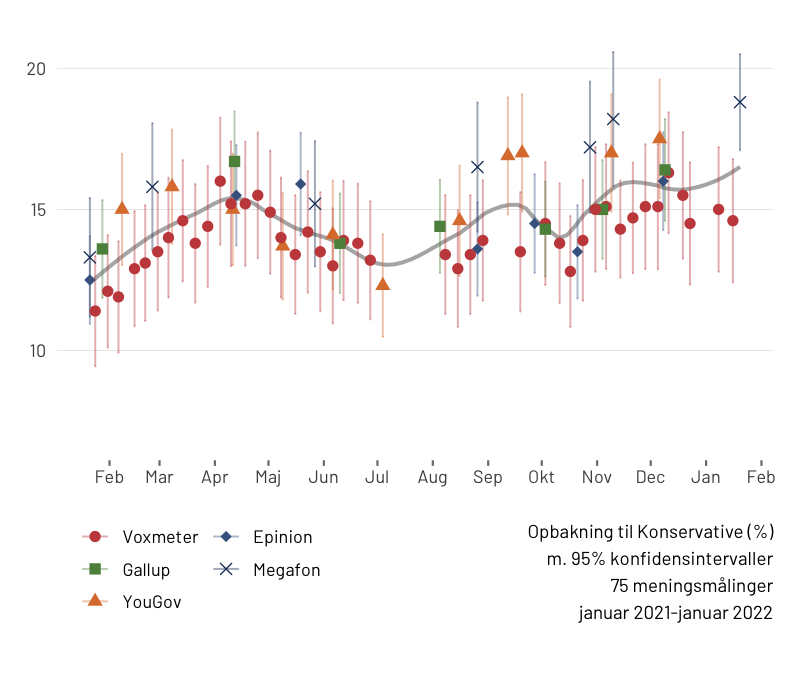 20
15
10
Feb Mar Apr Maj Jun Jul Aug Sep Okt Nov Dec Jan Feb
Voxmeter Epinion
Gallup Megafon
YouGov
Opbakning til Konservative (%)
m. 95% konfidensintervaller
75 meningsmålinger
januar 2021-januar 2022